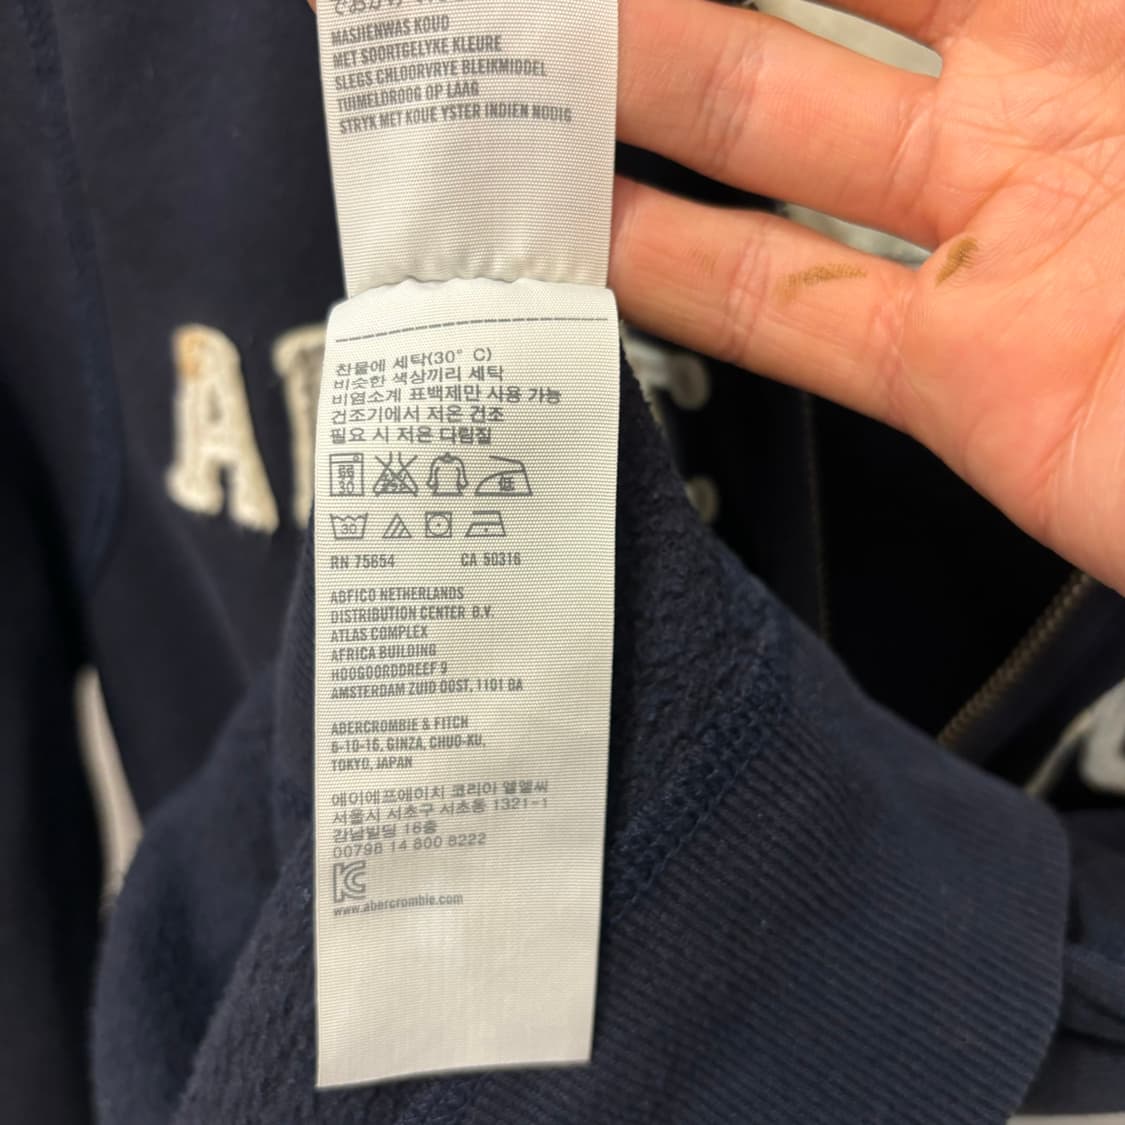 MASJIENWAS KOUD
MET SOORTGELYKE KLEURE
SLEGS CHLOORVRYE BLEIKMIDDEL
TUIMELDROOG OP LAAG
STRYK MET KOUE YSTER INDIEN NODIG
찬물에 세탁(30° C)
비슷한 색상끼리 세탁
비염소계 표백제만 사용 가능
건조기에서 저온 건조
필요 시 저온 다림질
30 低
30
RN 75654 CA 50316
ABFICO NETHERLANDS
DISTRIBUTION CENTER B.V.
ATLAS COMPLEX
AFRICA BUILDING
HOOGOORDDREEF 9
AMSTERDAM ZUID OOST, 1101 BA
ABERCROMBIE & FITCH
6-10-16, GINZA, CHUO-KU,
TOKYO, JAPAN
에이에프에이치 코리아 엘엘씨
서울시 서초구 서초동 1321-1
강남빌딩 16층
00798 14 800 8222
www.abercrombie.com
A